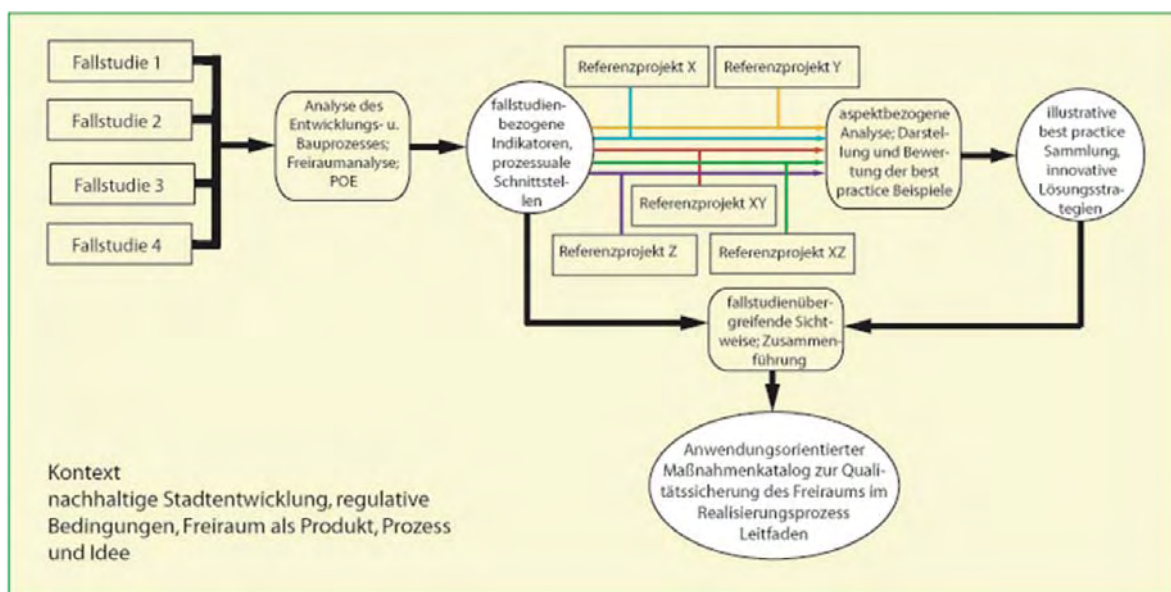 Fallstudie 1
Fallstudie 2
Fallstudie 3
Fallstudie 4
Analyse des
Entwicklungs- u.
Bauprozesses;
Freiraumanalyse;
POE
fallstudien-
bezogene
Indikatoren,
prozessuale
Schnittstel-
len
Referenzprojekt X
Referenzprojekt Y
Referenzprojekt XY
Referenzprojekt Z
Referenzprojekt XZ
aspektbezogene
Analyse; Darstel-
lung und Bewer-
tung der best
practice Beispiele
illustrative
best practice
Sammlung,
innovative
Lösungsstra-
tegien
fallstudienüber-
greifende Sicht-
weise; Zusammen-
führung
Anwendungsorientierter
Maßnahmenkatalog zur Quali-
tätssicherung des Freiraums im
Realisierungsprozess
Leitfaden
Kontext
nachhaltige Stadtentwicklung, regulative
Bedingungen, Freiraum als Produkt, Prozess
und Idee